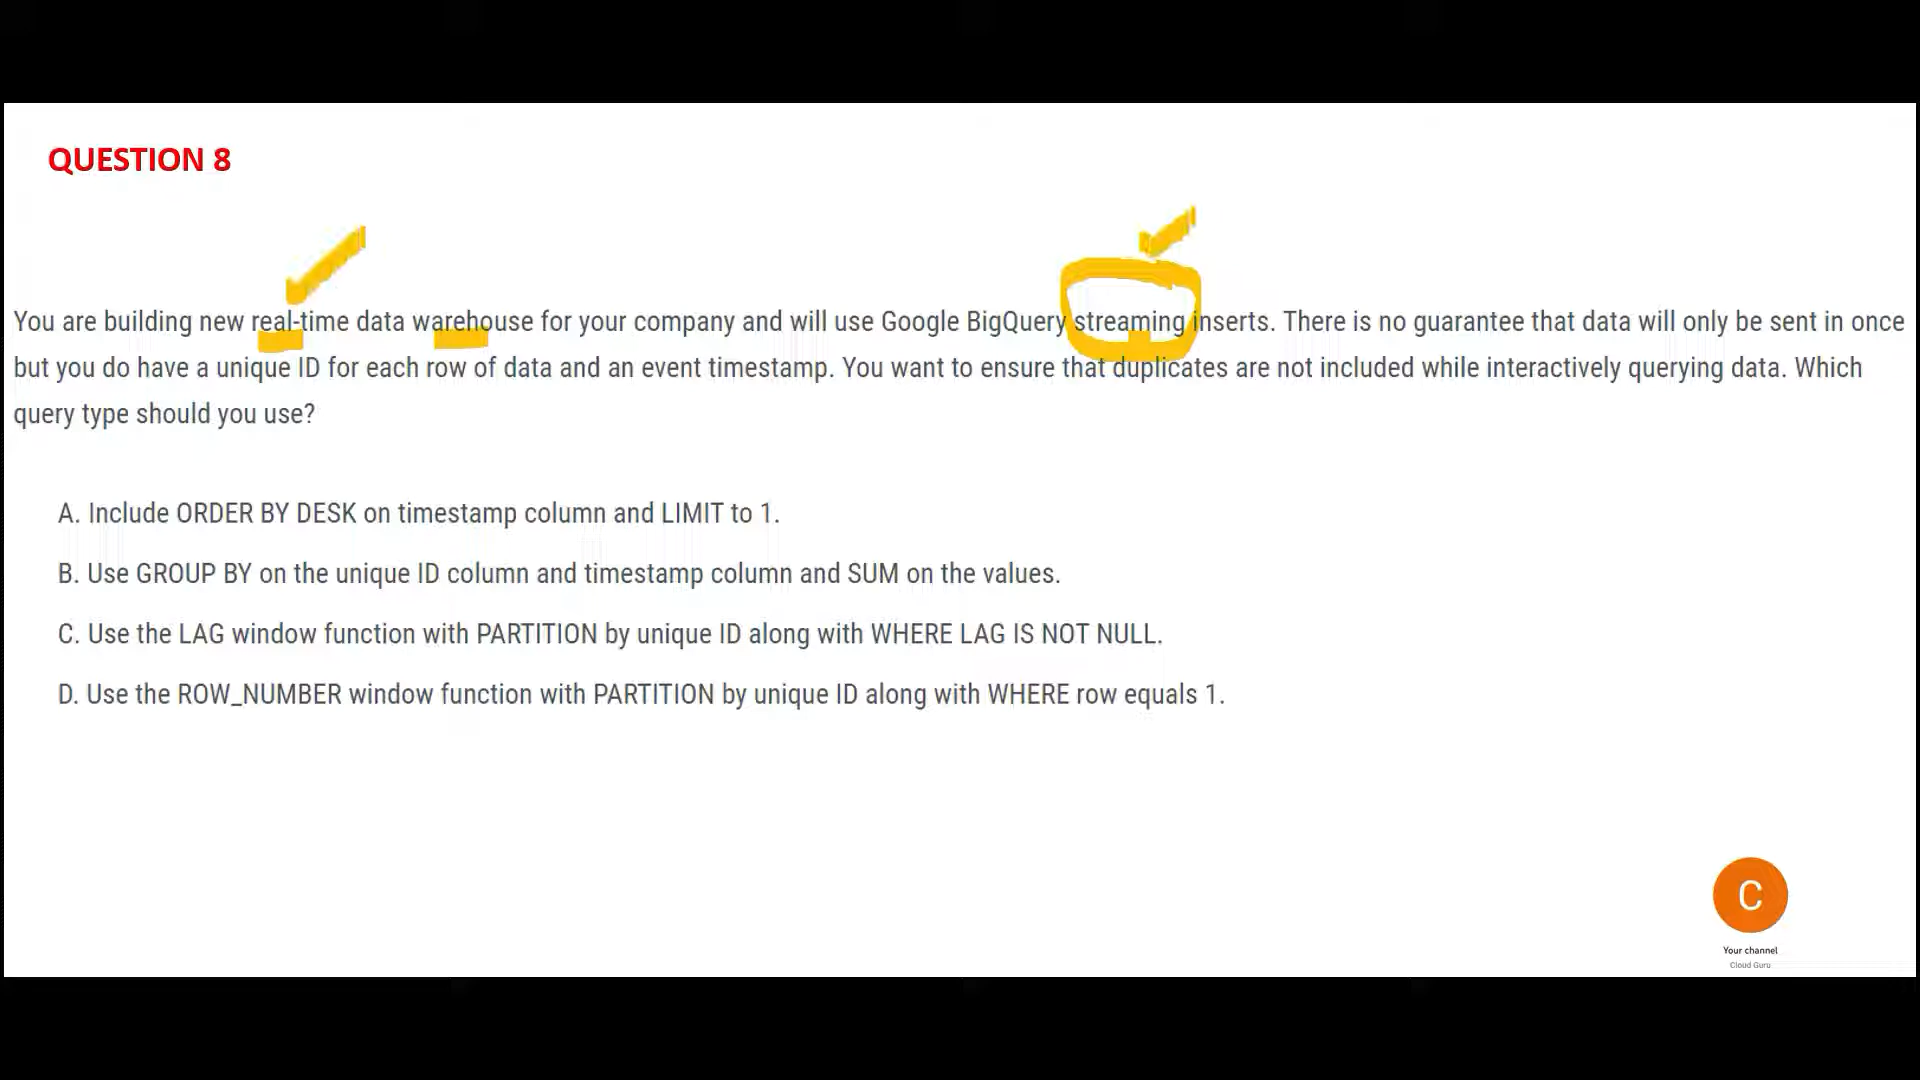 QUESTION 8
You are building new real-time data warehouse for your company and will use Google BigQuery streaming inserts. There is no guarantee that data will only be sent in once
but you do have a unique ID for each row of data and an event timestamp. You want to ensure that duplicates are not included while interactively querying data. Which
query type should you use?
A. Include ORDER BY DESK on timestamp column and LIMIT to 1.
B. Use GROUP BY on the unique ID column and timestamp column and SUM on the values.
C. Use the LAG window function with PARTITION by unique ID along with WHERE LAG IS NOT NULL.
D. Use the ROW_NUMBER window function with PARTITION by unique ID along with WHERE row equals 1.
C
Your channel
Cloud Guru